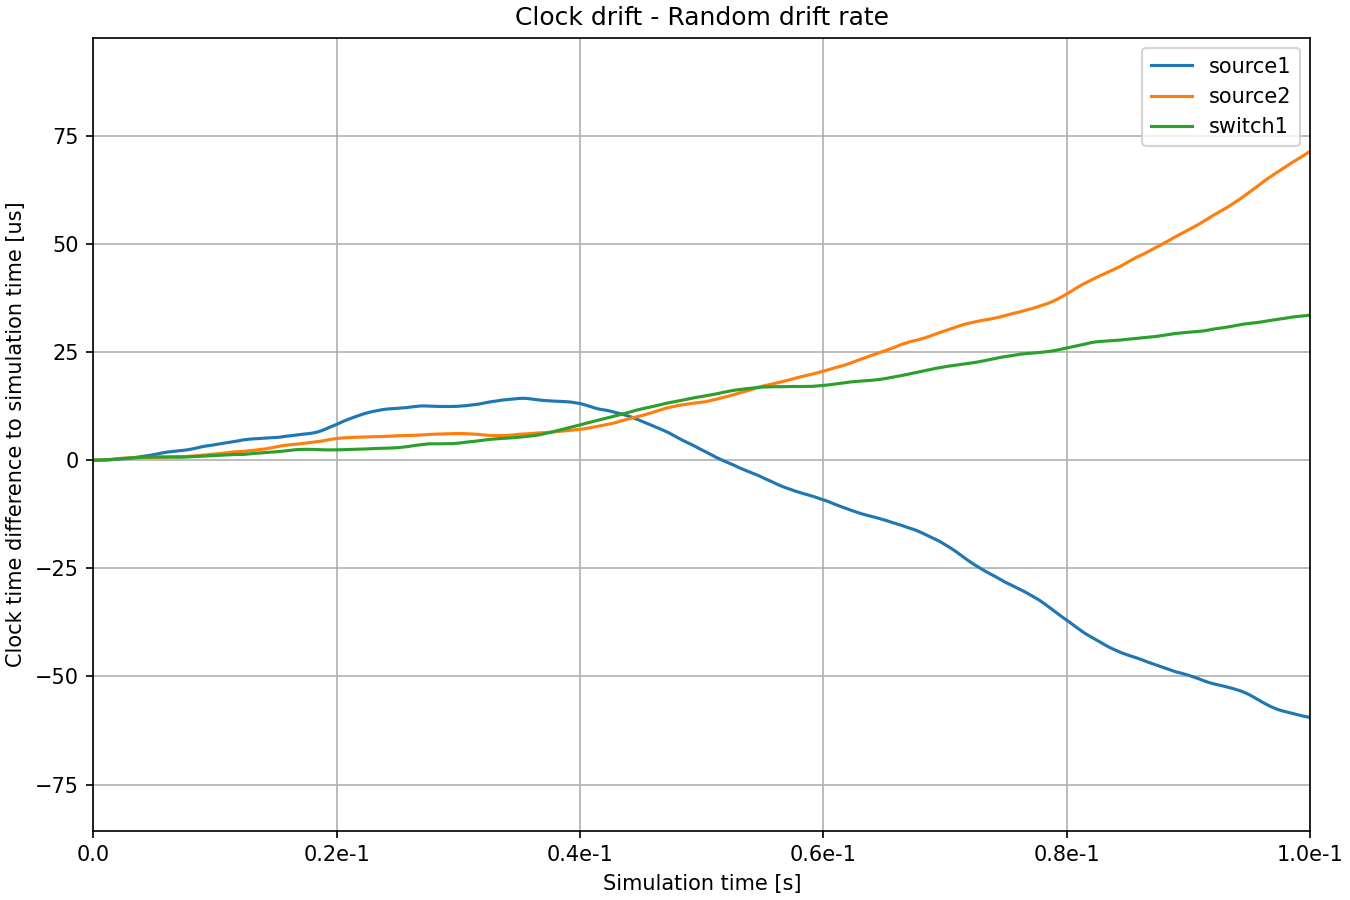 Clock drift - Random drift rate
source1
source2
switch1
Clock time difference to simulation time [us]
75
50
25
0
−25
−50
−75
0.0
0.2e-1
0.4e-1
0.6e-1
0.8e-1
1.0e-1
Simulation time [s]